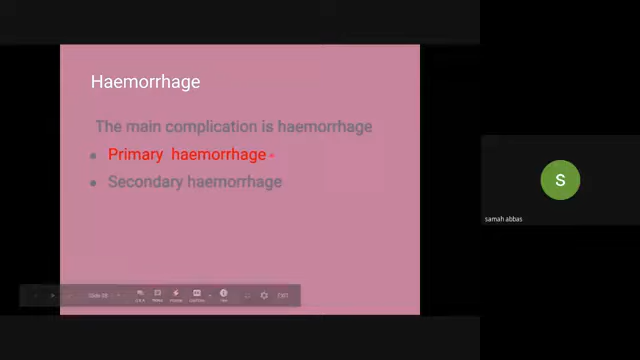 Haemorrhage
The main complication is haemorrhage
● Primary haemorrhage -
● Secondary haemorrhage
S
samah abbas